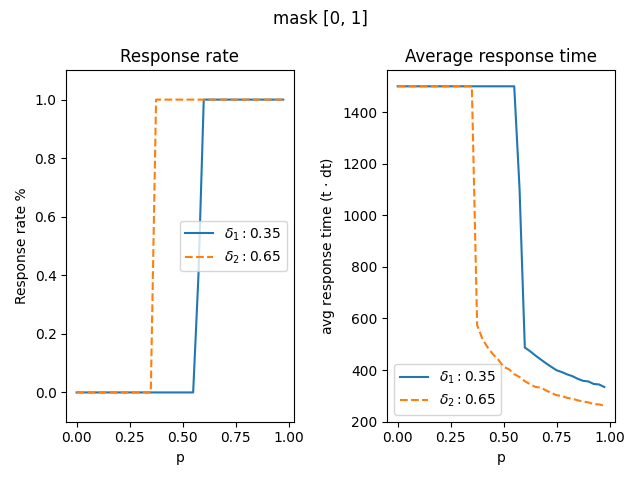 mask [0, 1]
Response rate
Response rate %
1.0
0.8
0.6
0.4
0.2
0.0
δ₁ : 0.35
δ₂ : 0.65
0.00 0.25 0.50 0.75 1.00
p
Average response time
avg response time (t · dt)
1400
1200
1000
800
600
400
200
δ₁ : 0.35
δ₂ : 0.65
0.00 0.25 0.50 0.75 1.00
p